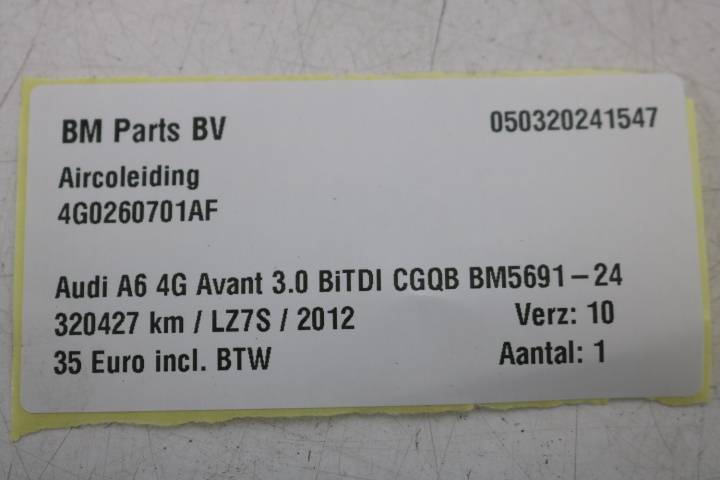 BM Parts BV 050320241547
Aircoleiding
4G0260701AF
Audi A6 4G Avant 3.0 BiTDI CGQB BM5691-24
320427 km / LZ7S / 2012 Verz: 10
35 Euro incl. BTW Aantal: 1